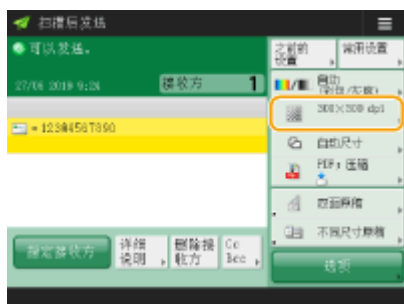 扫描后发送
可以发送。
27/06 2019 9:26
接收方 1
= 1234567890
指定接收方
详细
说明
删除接
收方
Cc
Bcc
之前的
设置
常用设置
自动
(彩色/灰度)
300×300 dpi
自动尺寸
PDF; 压缩
双面原稿
不同尺寸原稿
选项